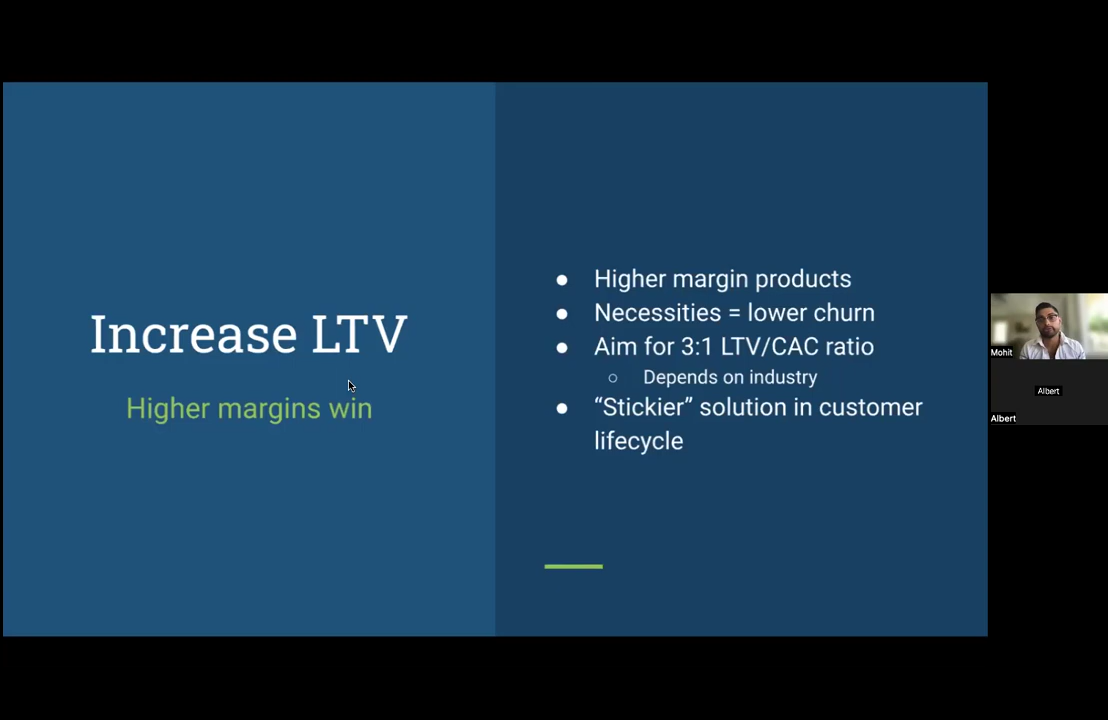 Increase LTV
Higher margins win
● Higher margin products
● Necessities = lower churn
● Aim for 3:1 LTV/CAC ratio
○ Depends on industry
● “Stickier” solution in customer
lifecycle
Mohit
Albert
Albert